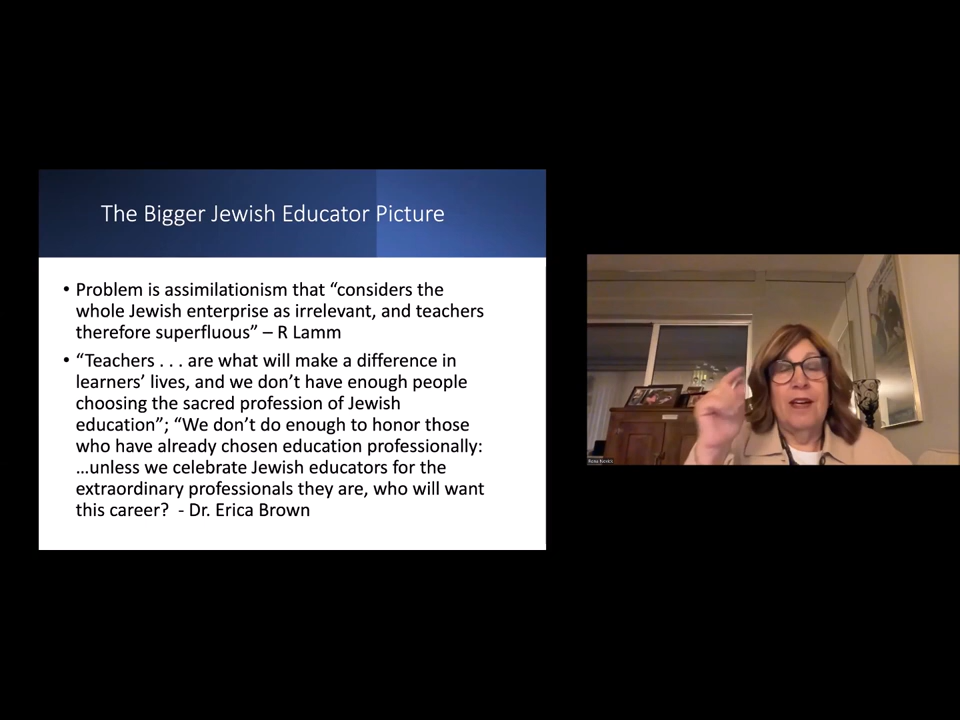 The Bigger Jewish Educator Picture
• Problem is assimilationism that “considers the
whole Jewish enterprise as irrelevant, and teachers
therefore superfluous” – R Lamm
• “Teachers . . . are what will make a difference in
learners’ lives, and we don’t have enough people
choosing the sacred profession of Jewish
education”; “We don’t do enough to honor those
who have already chosen education professionally:
…unless we celebrate Jewish educators for the
extraordinary professionals they are, who will want
this career?  - Dr. Erica Brown